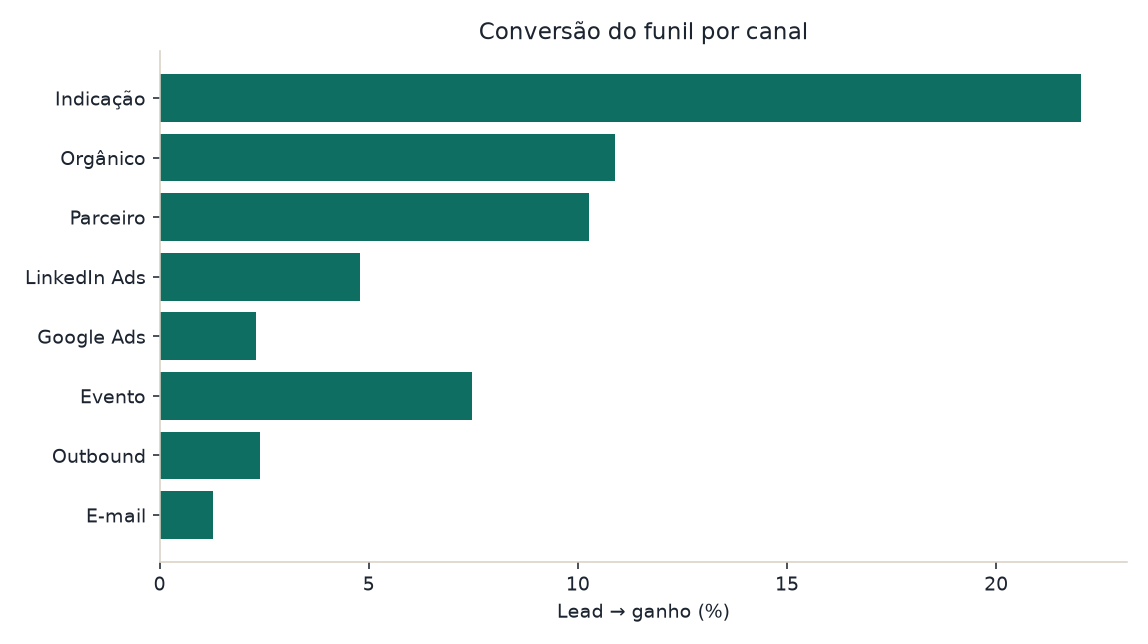 Conversão do funil por canal
Indicação
Orgânico
Parceiro
LinkedIn Ads
Google Ads
Evento
Outbound
E-mail
0 5 10 15 20
Lead → ganho (%)